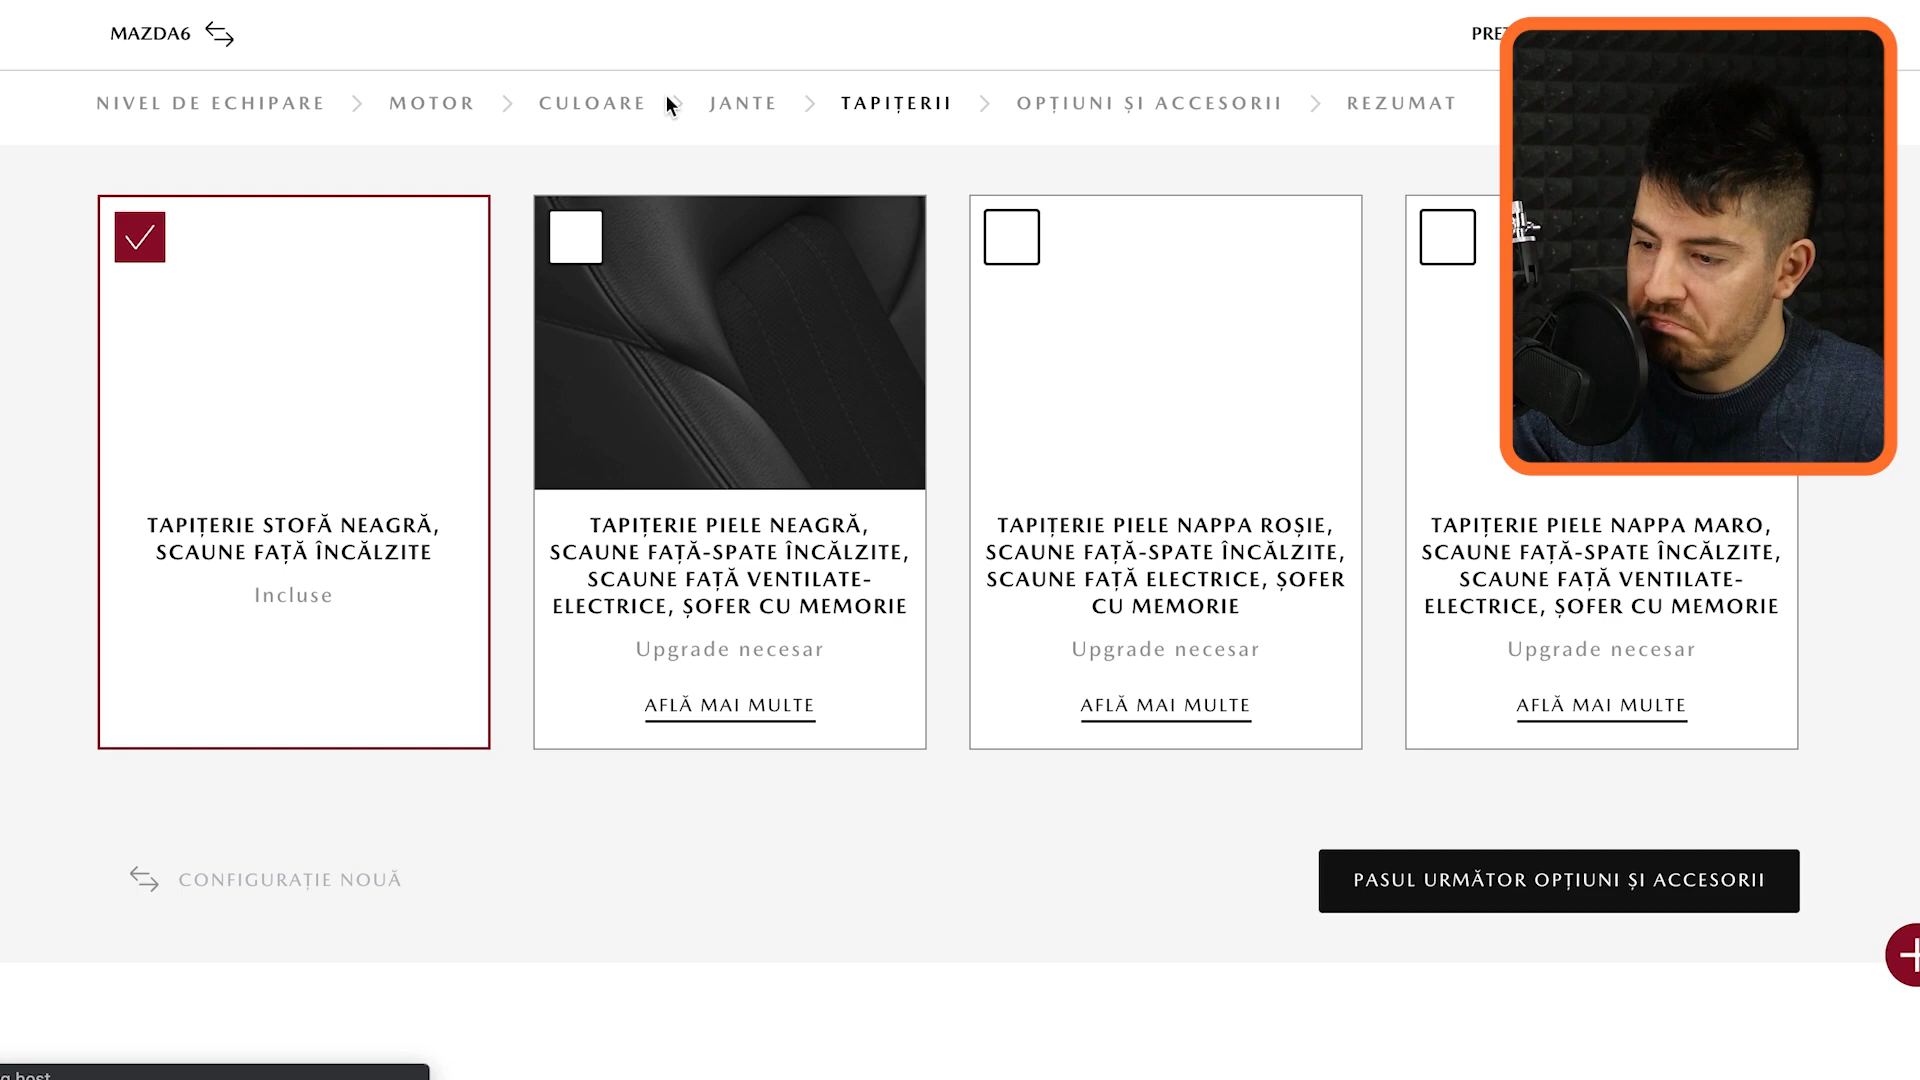 MAZDA6
NIVEL DE ECHIPARE
MOTOR
CULOARE
JANTE
TAPIȚERII
OPȚIUNI ȘI ACCESORII
REZUMAT
TAPIȚERIE STOFĂ NEAGRĂ,
SCAUNE FAȚĂ ÎNCĂLZITE
Incluse
TAPIȚERIE PIELE NEAGRĂ,
SCAUNE FAȚĂ-SPATE ÎNCĂLZITE,
SCAUNE FAȚĂ VENTILATE-
ELECTRICE, ȘOFER CU MEMORIE
Upgrade necesar
AFLĂ MAI MULTE
TAPIȚERIE PIELE NAPPA ROȘIE,
SCAUNE FAȚĂ-SPATE ÎNCĂLZITE,
SCAUNE FAȚĂ ELECTRICE, ȘOFER
CU MEMORIE
Upgrade necesar
AFLĂ MAI MULTE
TAPIȚERIE PIELE NAPPA MARO,
SCAUNE FAȚĂ-SPATE ÎNCĂLZITE,
SCAUNE FAȚĂ VENTILATE-
ELECTRICE, ȘOFER CU MEMORIE
Upgrade necesar
AFLĂ MAI MULTE
CONFIGURAȚIE NOUĂ
PASUL URMĂTOR OPȚIUNI ȘI ACCESORII